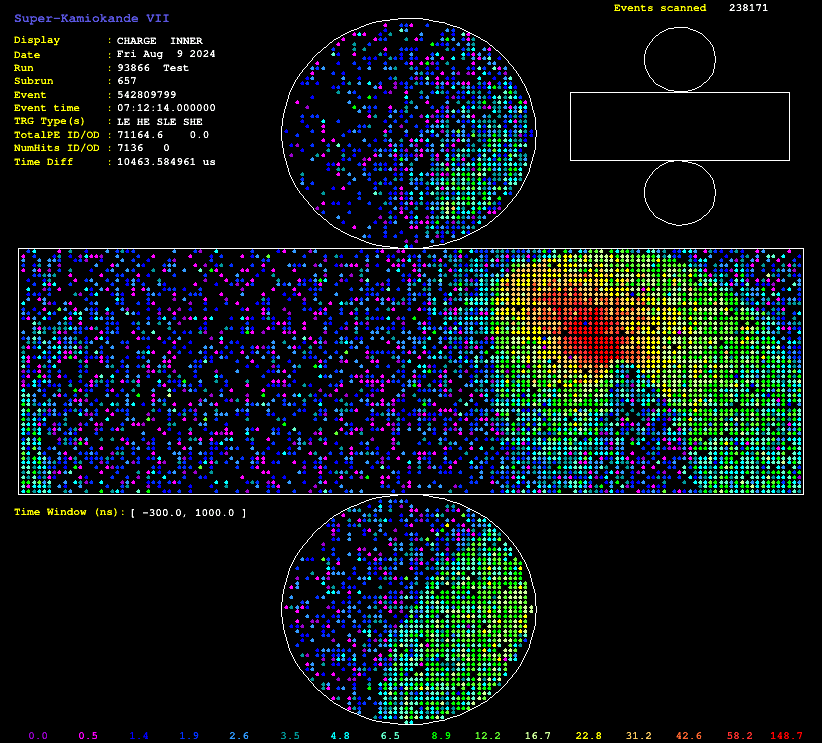 Super-Kamiokande VII
Events scanned 238171
Display : CHARGE INNER
Date : Fri Aug 9 2024
Run : 93866 Test
Subrun : 657
Event : 542809799
Event time : 07:12:14.000000
TRG Type(s) : LE HE SLE SHE
TotalPE ID/OD : 71164.6 0.0
NumHits ID/OD : 7136 0
Time Diff : 10463.584961 us
Time Window (ns): [ -300.0, 1000.0 ]
0.0 0.5 1.4 1.9 2.6 3.5 4.8 6.5 8.9 12.2 16.7 22.8 31.2 42.6 58.2 148.7